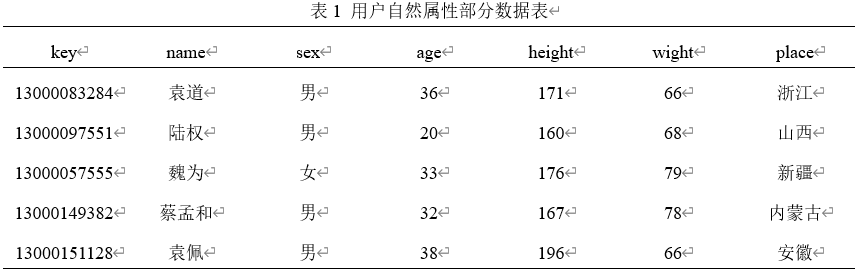 表 1 用户自然属性部分数据表
key name sex age height wight place
13000083284 袁道 男 36 171 66 浙江
13000097551 陆权 男 20 160 68 山西
13000057555 魏为 女 33 176 79 新疆
13000149382 蔡孟和 男 32 167 78 内蒙古
13000151128 袁佩 男 38 196 66 安徽